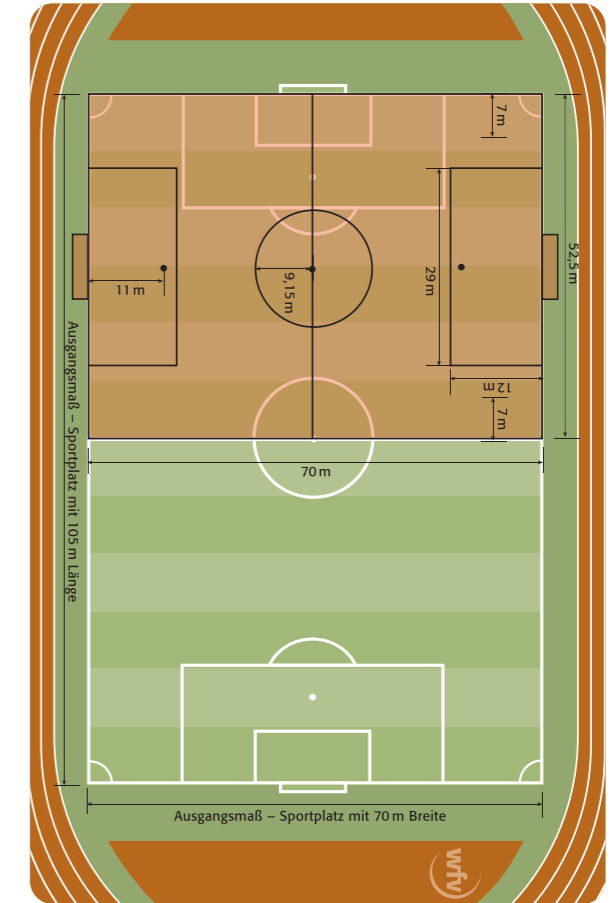 7 m
52,5 m
29 m
9,15 m
11 m
12 m
7 m
70 m
Ausgangsmaß – Sportplatz mit 105 m Länge
Ausgangsmaß – Sportplatz mit 70 m Breite
wfv